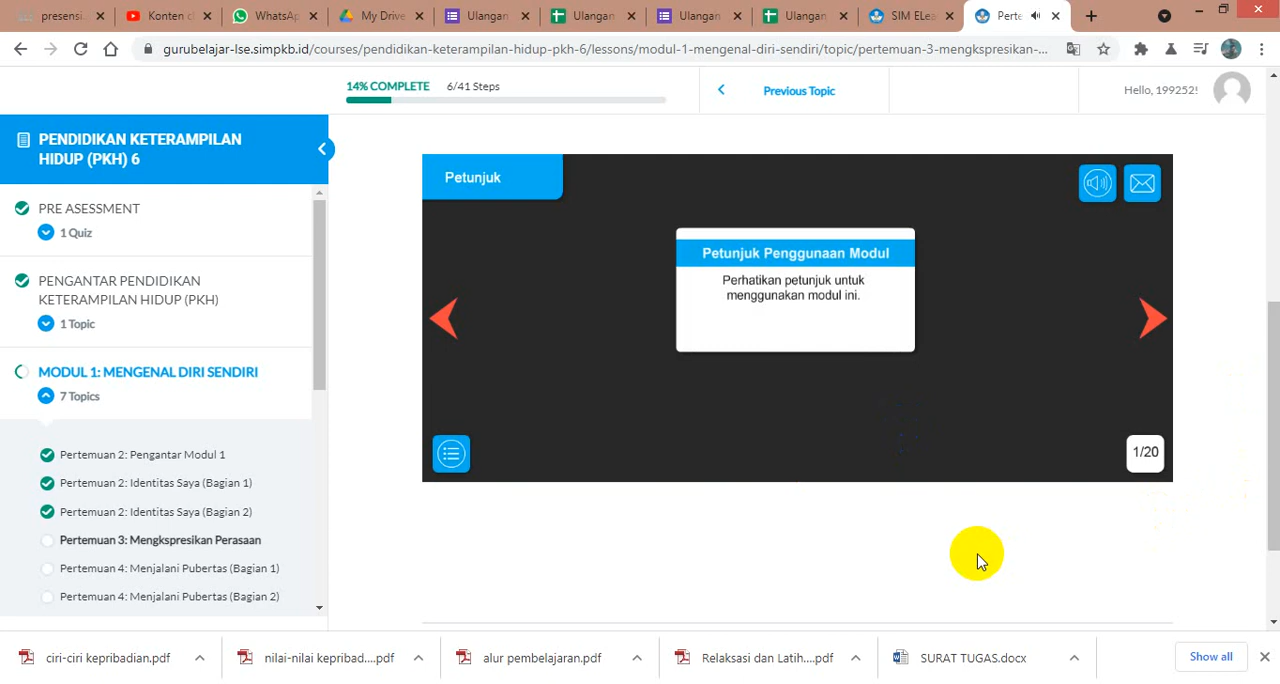 presensi
Konten c
WhatsAp
My Drive
Ulangan
Ulangan
Ulangan
Ulangan
SIM ELea
Perte
gurubelajar-lse.simpkb.id/courses/pendidikan-keterampilan-hidup-pkh-6/lessons/modul-1-mengenal-diri-sendiri/topic/pertemuan-3-mengkspresikan-...
14% COMPLETE 6/41 Steps
Previous Topic
Hello, 199252!
PENDIDIKAN KETERAMPILAN
HIDUP (PKH) 6
PRE ASESSMENT
1 Quiz
PENGANTAR PENDIDIKAN
KETERAMPILAN HIDUP (PKH)
1 Topic
MODUL 1: MENGENAL DIRI SENDIRI
7 Topics
Pertemuan 2: Pengantar Modul 1
Pertemuan 2: Identitas Saya (Bagian 1)
Pertemuan 2: Identitas Saya (Bagian 2)
Pertemuan 3: Mengkspresikan Perasaan
Pertemuan 4: Menjalani Pubertas (Bagian 1)
Pertemuan 4: Menjalani Pubertas (Bagian 2)
Petunjuk
Petunjuk Penggunaan Modul
Perhatikan petunjuk untuk
menggunakan modul ini.
1/20
ciri-ciri kepribadian.pdf
nilai-nilai kepribad....pdf
alur pembelajaran.pdf
Relaksasi dan Latih....pdf
SURAT TUGAS.docx
Show all